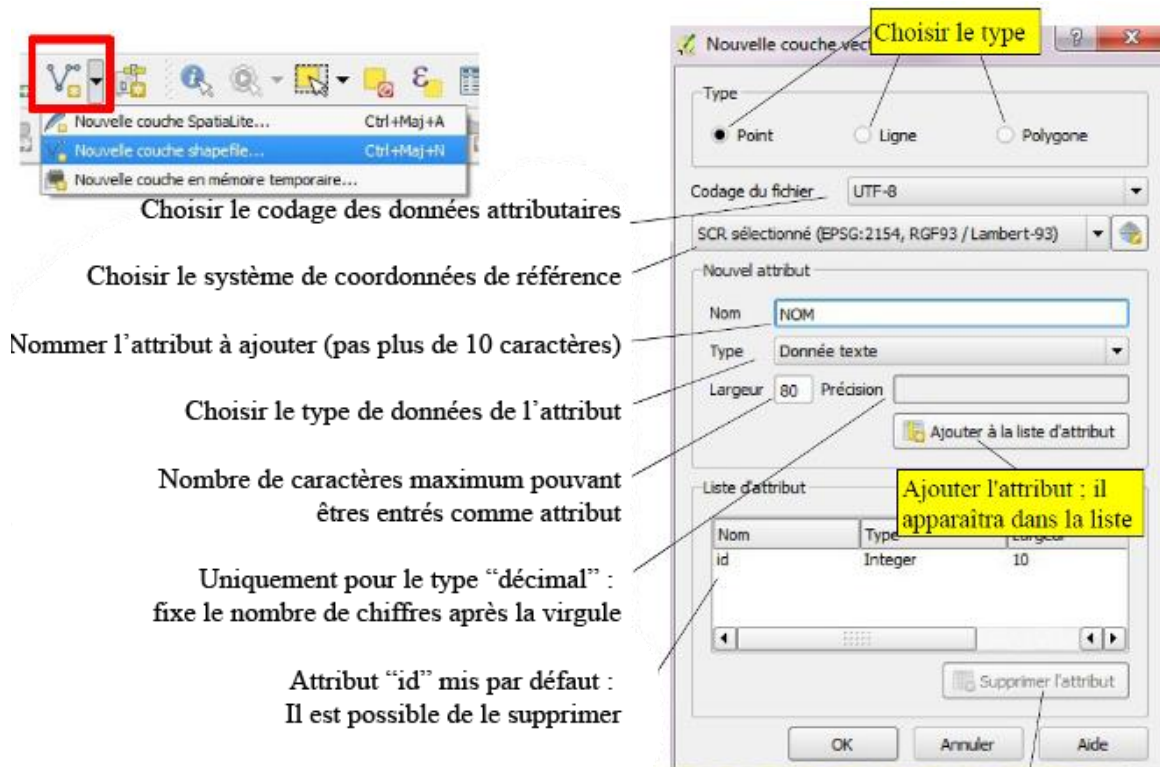 Nouvelle couche SpatiaLite... Ctrl+Maj+A
Nouvelle couche shapefile... Ctrl+Maj+N
Nouvelle couche en mémoire temporaire...
Choisir le codage des données attributaires
Choisir le système de coordonnées de référence
Nommer l’attribut à ajouter (pas plus de 10 caractères)
Choisir le type de données de l’attribut
Nombre de caractères maximum pouvant
êtres entrés comme attribut
Uniquement pour le type “décimal” :
fixe le nombre de chiffres après la virgule
Attribut “id” mis par défaut :
Il est possible de le supprimer
Nouvelle couche vect
Choisir le type
Type
Point Ligne Polygone
Codage du fichier UTF-8
SCR sélectionné (EPSG:2154, RGF93 / Lambert-93)
Nouvel attribut
Nom NOM
Type Donnée texte
Largeur 80 Précision
Ajouter à la liste d'attribut
Liste d'attribut
Ajouter l'attribut ; il
apparaîtra dans la liste
Nom Type Largeur
id Integer 10
Supprimer l'attribut
OK Annuler Aide